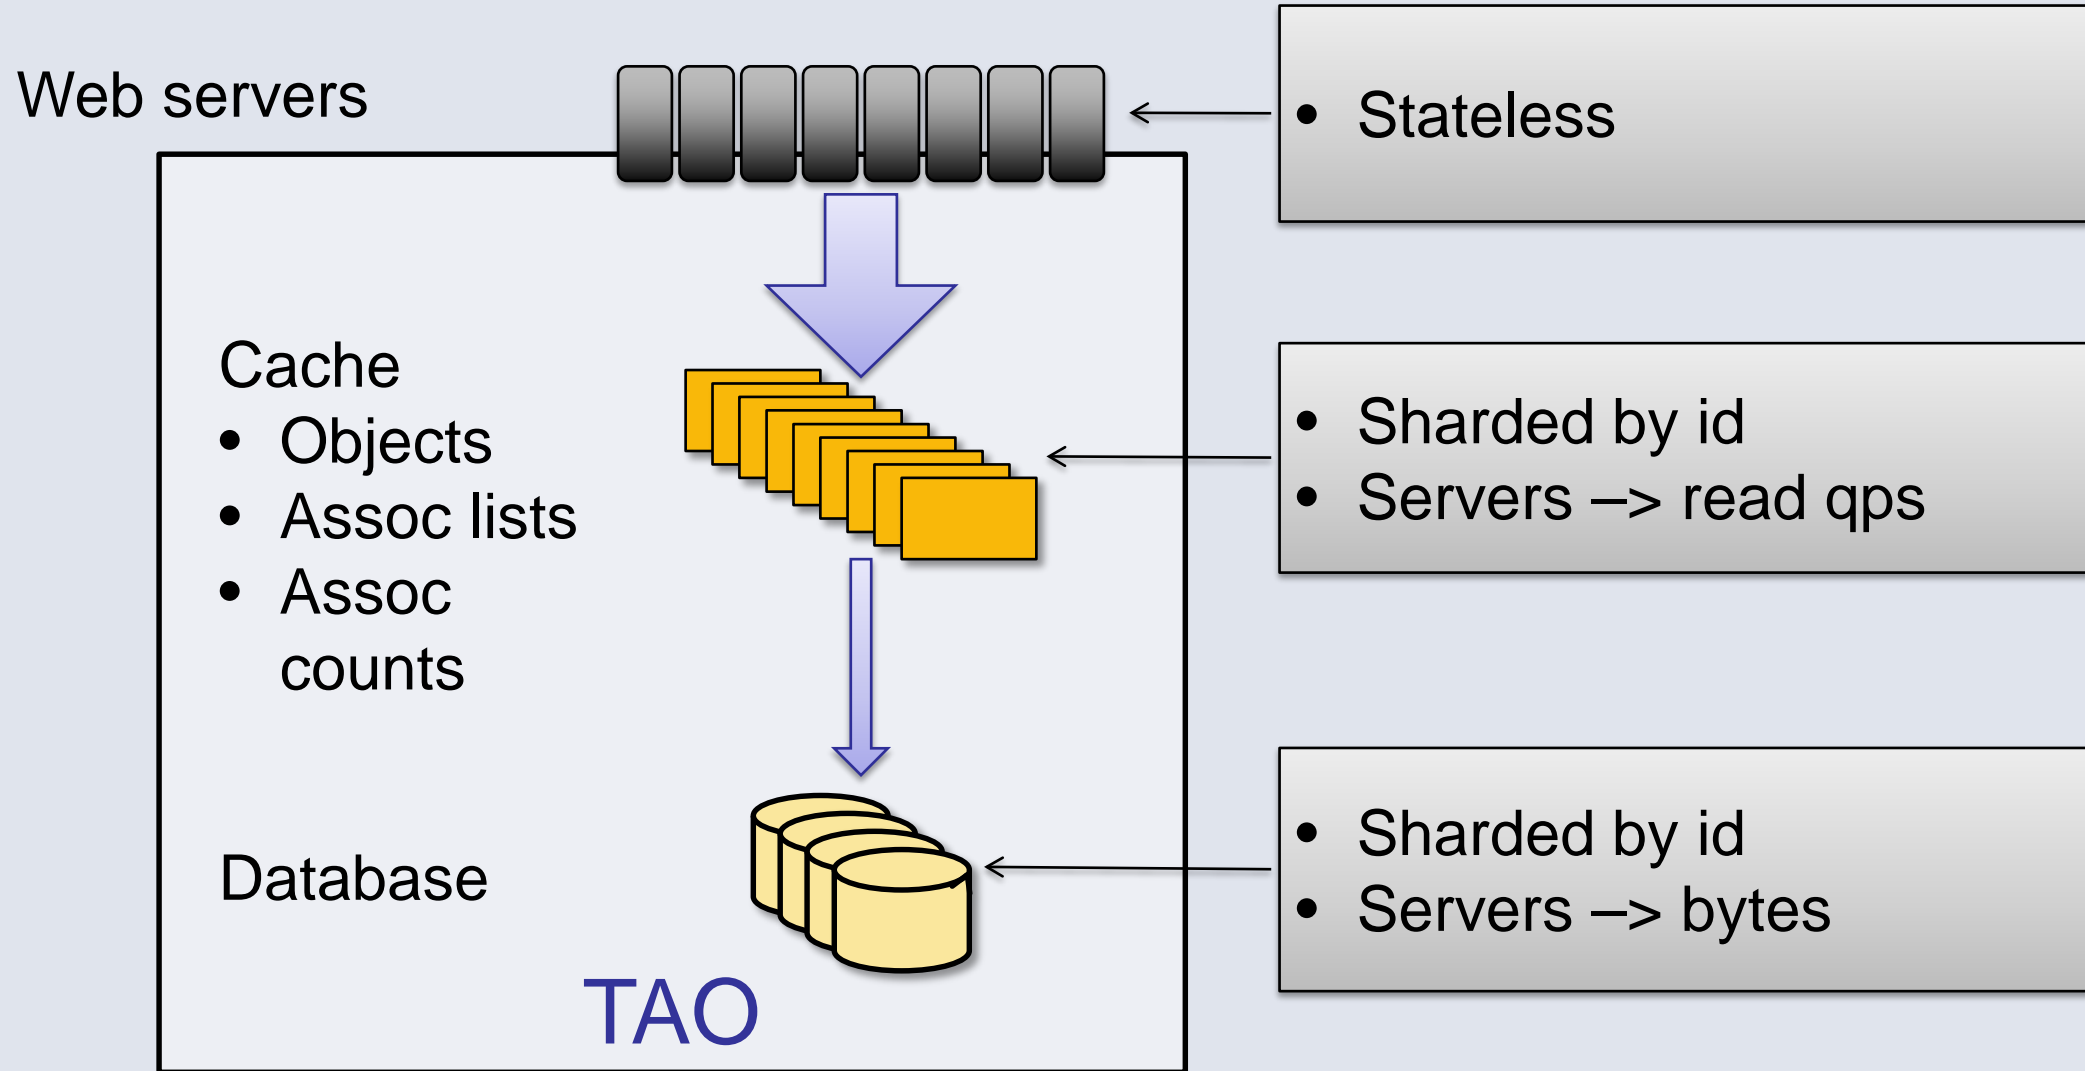 Web servers
• Stateless
Cache
• Objects
• Assoc lists
• Assoc
counts
• Sharded by id
• Servers –> read qps
Database
• Sharded by id
• Servers –> bytes
TAO